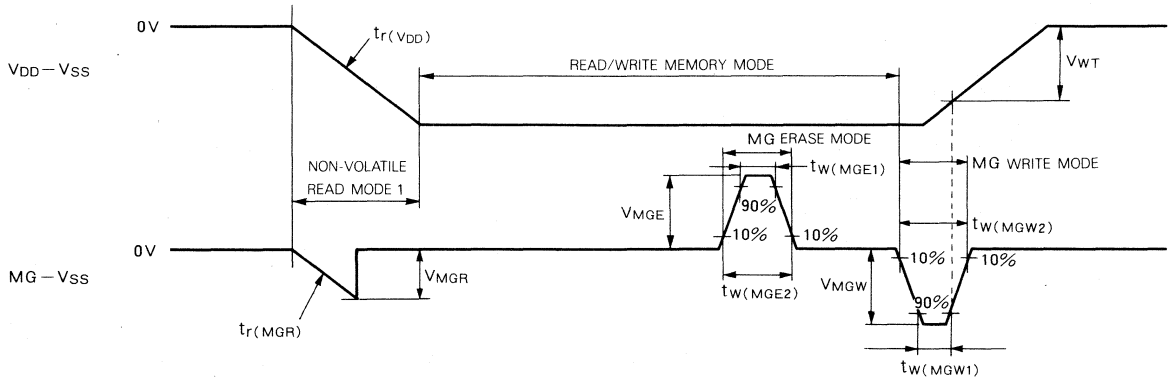 0V
tr(VDD)
VDD–VSS
READ/WRITE MEMORY MODE
VWT
MG ERASE MODE
NON-VOLATILE
READ MODE 1
tW(MGE1)
MG WRITE MODE
VMGE
90%
10%
10%
tW(MGW2)
0V
MG–VSS
VMGR
tW(MGE2)
VMGW
10%
10%
90%
tr(MGR)
tW(MGW1)